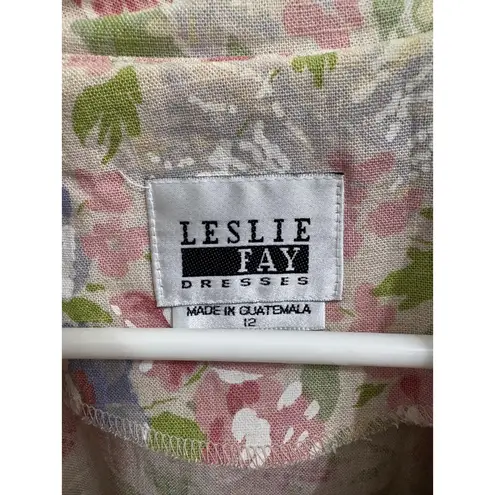 LESLIE
FAY
DRESSES
MADE IN GUATEMALA
12